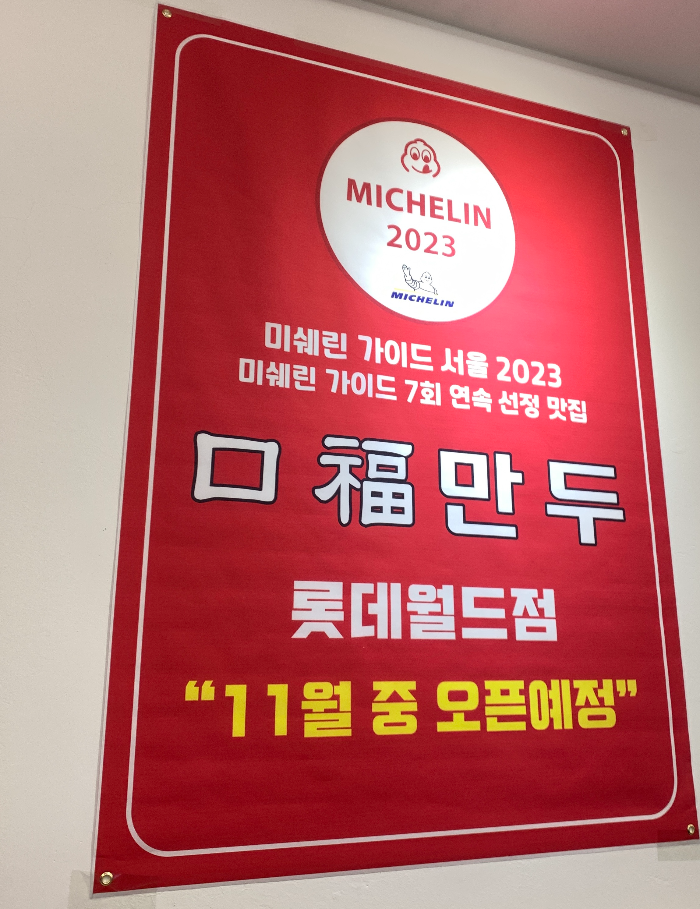 MICHELIN
2023
MICHELIN
미쉐린 가이드 서울 2023
미쉐린 가이드 7회 연속 선정 맛집
口福만두
롯데월드점
“11월 중 오픈예정”